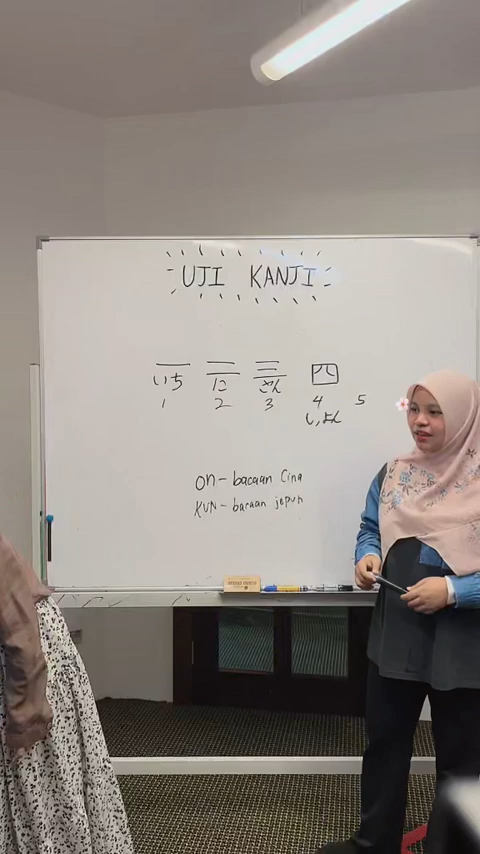 UJI KANJI
一 二 三 四
いち に さん
1 2 3 4 5
し,よん
on - bacaan Cina
KUN - bacaan jepun